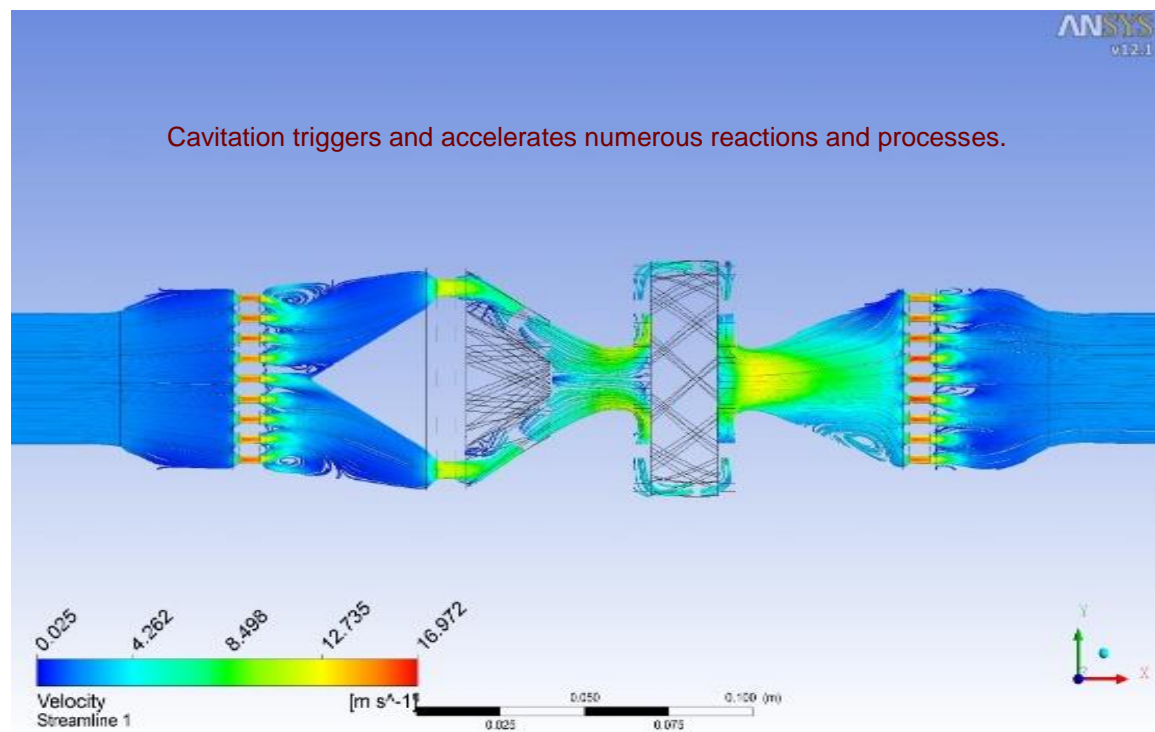 ANSYS
v12.1
Cavitation triggers and accelerates numerous reactions and processes.
0.025
4.262
8.498
12.735
16.972
Velocity
[m s^-1]
Streamline 1
0.050
0.100 (m)
0.025
0.075
Y
Z
X